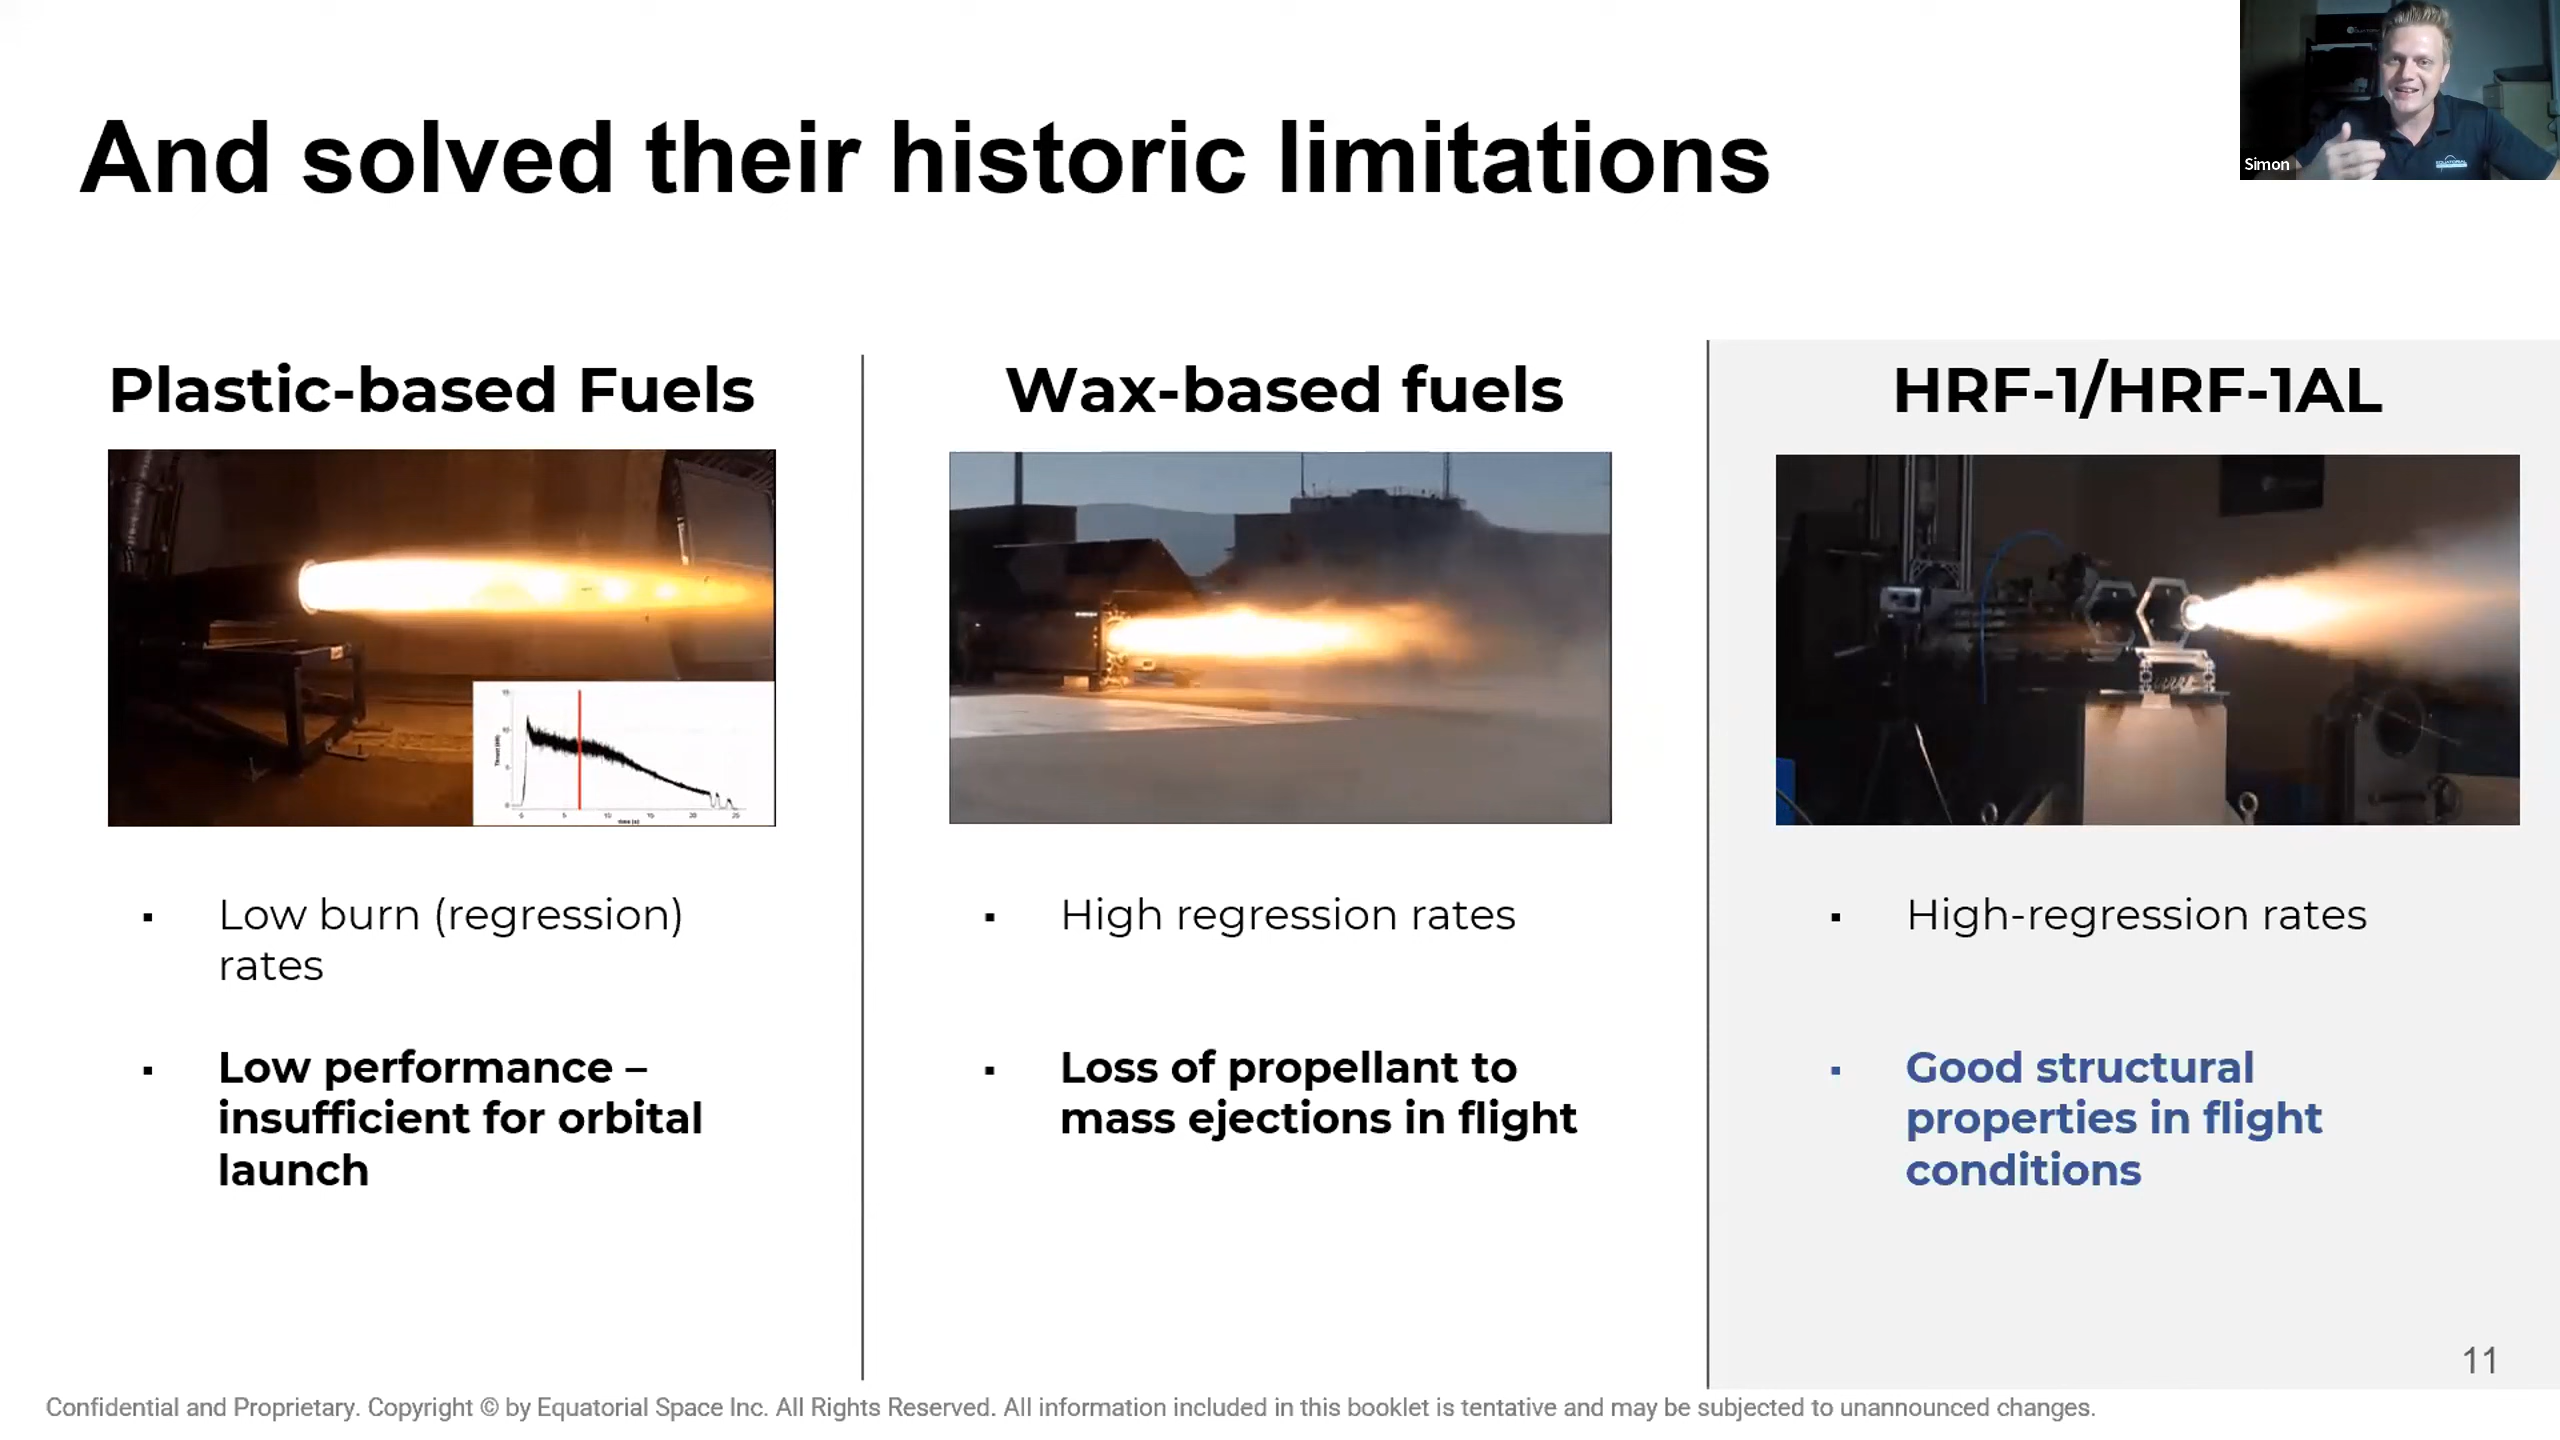 And solved their historic limitations
Simon
EQUATORIAL
Plastic-based Fuels
Low burn (regression)
rates
Low performance –
insufficient for orbital
launch
Wax-based fuels
High regression rates
Loss of propellant to
mass ejections in flight
HRF-1/HRF-1AL
High-regression rates
Good structural
properties in flight
conditions
11
Confidential and Proprietary. Copyright © by Equatorial Space Inc. All Rights Reserved. All information included in this booklet is tentative and may be subjected to unannounced changes.